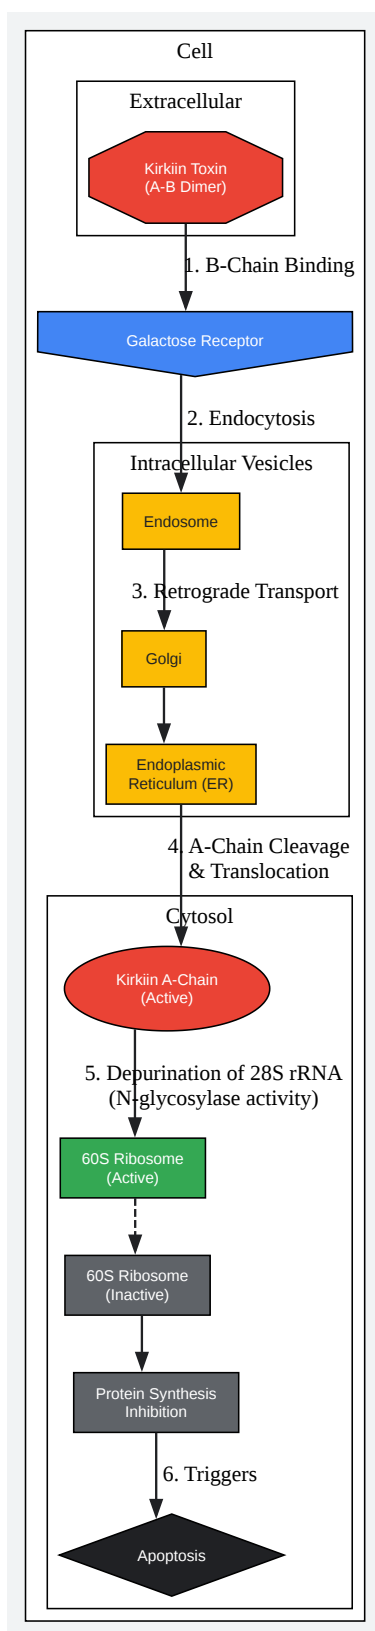 Cell
Extracellular
Kirkiin Toxin
(A-B Dimer)
1. B-Chain Binding
Galactose Receptor
2. Endocytosis
Intracellular Vesicles
Endosome
3. Retrograde Transport
Golgi
Endoplasmic
Reticulum (ER)
4. A-Chain Cleavage
& Translocation
Cytosol
Kirkiin A-Chain
(Active)
5. Depurination of 28S rRNA
(N-glycosylase activity)
60S Ribosome
(Active)
60S Ribosome
(Inactive)
Protein Synthesis
Inhibition
6. Triggers
Apoptosis